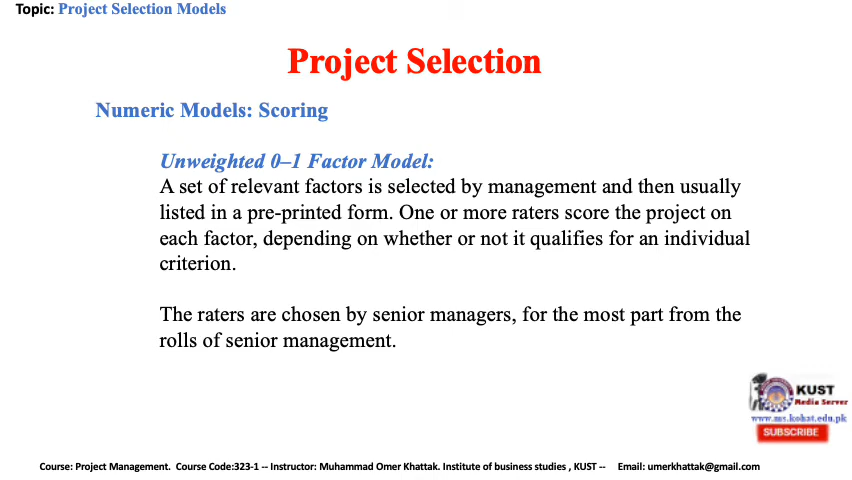 Topic: Project Selection Models
Project Selection
Numeric Models: Scoring
Unweighted 0–1 Factor Model:
A set of relevant factors is selected by management and then usually
listed in a pre-printed form. One or more raters score the project on
each factor, depending on whether or not it qualifies for an individual
criterion.
The raters are chosen by senior managers, for the most part from the
rolls of senior management.
KUST
Media Server
www.ms.kohat.edu.pk
SUBSCRIBE
Course: Project Management. Course Code:323-1 -- Instructor: Muhammad Omer Khattak. Institute of business studies , KUST -- Email: umerkhattak@gmail.com